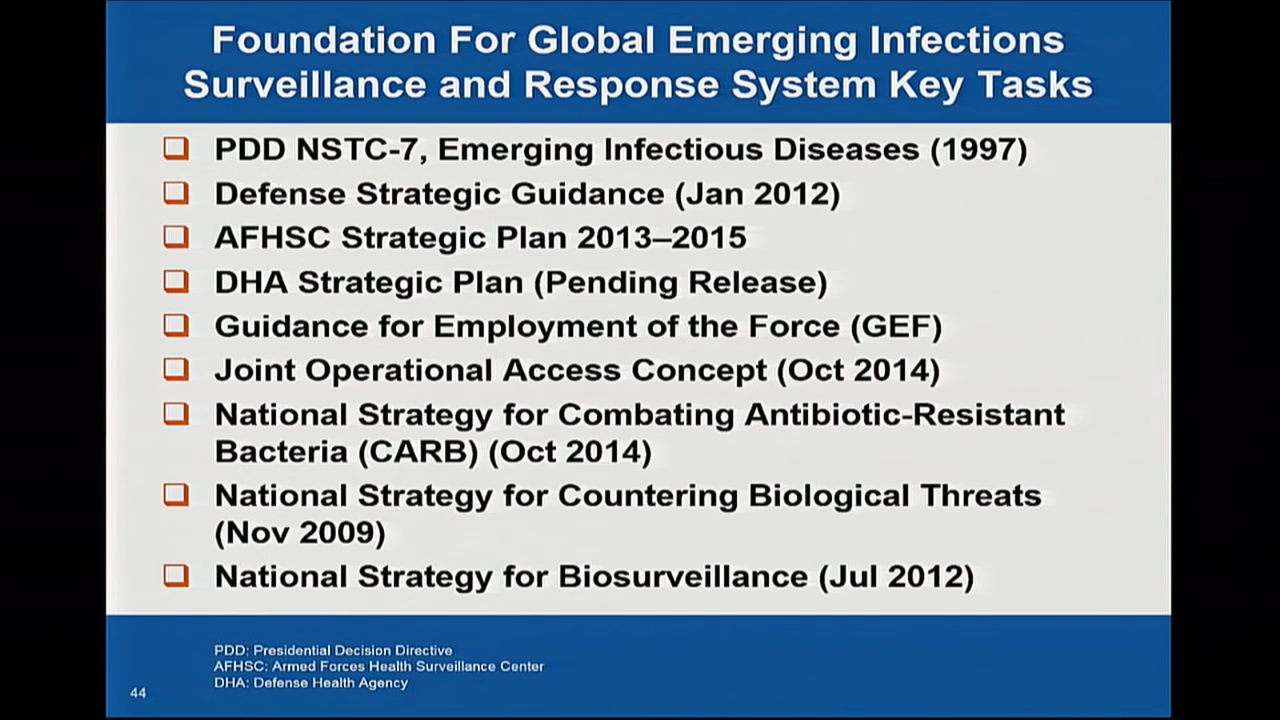 Foundation For Global Emerging Infections
Surveillance and Response System Key Tasks
PDD NSTC-7, Emerging Infectious Diseases (1997)
Defense Strategic Guidance (Jan 2012)
AFHSC Strategic Plan 2013–2015
DHA Strategic Plan (Pending Release)
Guidance for Employment of the Force (GEF)
Joint Operational Access Concept (Oct 2014)
National Strategy for Combating Antibiotic-Resistant
Bacteria (CARB) (Oct 2014)
National Strategy for Countering Biological Threats
(Nov 2009)
National Strategy for Biosurveillance (Jul 2012)
PDD: Presidential Decision Directive
AFHSC: Armed Forces Health Surveillance Center
DHA: Defense Health Agency
44